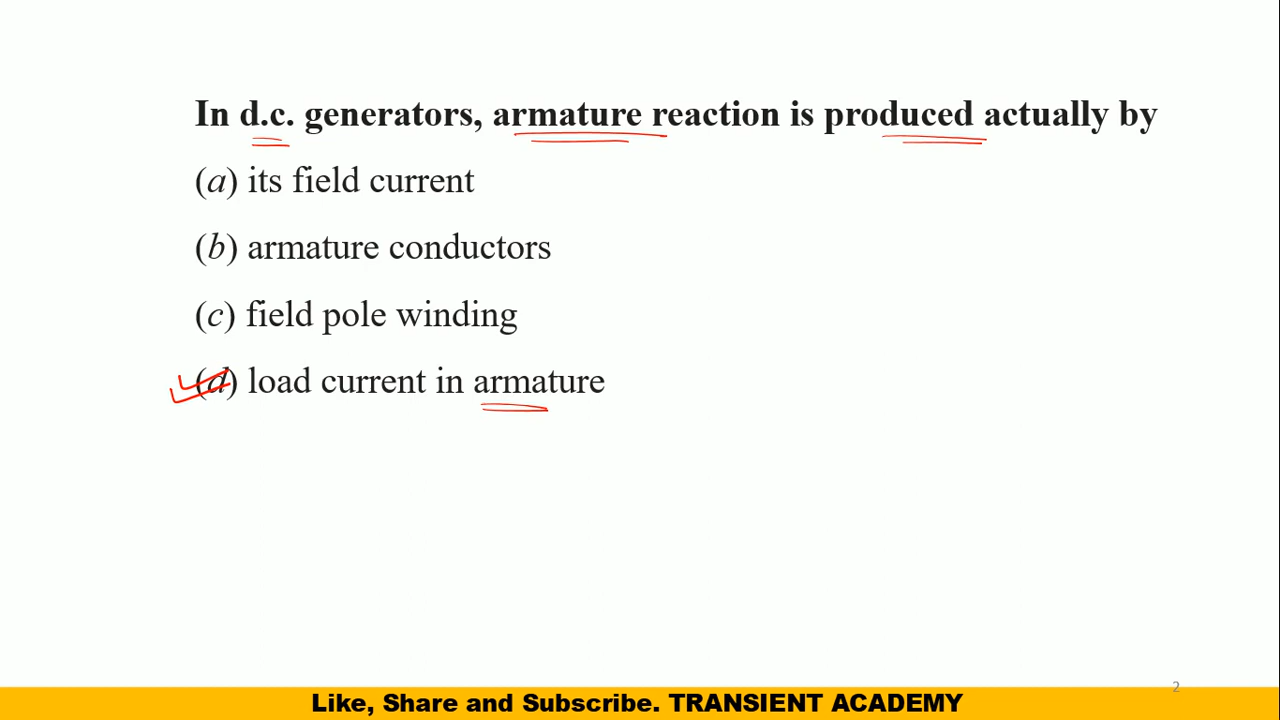 In d.c. generators, armature reaction is produced actually by
(a) its field current
(b) armature conductors
(c) field pole winding
(d) load current in armature
2
Like, Share and Subscribe. TRANSIENT ACADEMY